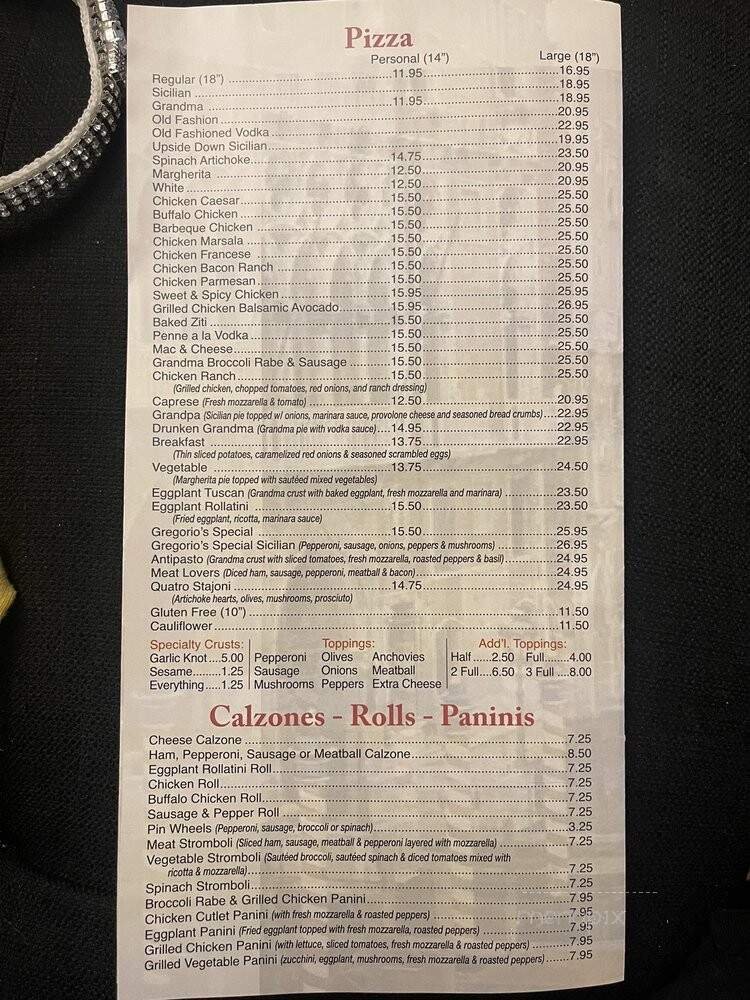 Pizza
Personal (14") Large (18")
Regular (18") 11.95 16.95
Sicilian 18.95
Grandma 11.95 18.95
Old Fashion 20.95
Old Fashioned Vodka 22.95
Upside Down Sicilian 19.95
Spinach Artichoke 14.75 23.50
Margherita 12.50 20.95
White 12.50 20.95
Chicken Caesar 15.50 25.50
Buffalo Chicken 15.50 25.50
Barbeque Chicken 15.50 25.50
Chicken Marsala 15.50 25.50
Chicken Francese 15.50 25.50
Chicken Bacon Ranch 15.50 25.50
Chicken Parmesan 15.50 25.50
Sweet & Spicy Chicken 15.95 25.95
Grilled Chicken Balsamic Avocado 15.95 26.95
Baked Ziti 15.50 25.50
Penne a la Vodka 15.50 25.50
Mac & Cheese 15.50 25.50
Grandma Broccoli Rabe & Sausage 15.50 25.50
Chicken Ranch 15.50 25.50
(Grilled chicken, chopped tomatoes, red onions, and ranch dressing)
Caprese (Fresh mozzarella & tomato) 12.50 20.95
Grandpa (Sicilian pie topped w/ onions, marinara sauce, provolone cheese and seasoned bread crumbs) 22.95
Drunken Grandma (Grandma pie with vodka sauce) 14.95 22.95
Breakfast 13.75 22.95
(Thin sliced potatoes, caramelized red onions & seasoned scrambled eggs)
Vegetable 13.75 24.50
(Margherita pie topped with sautéed mixed vegetables)
Eggplant Tuscan (Grandma crust with baked eggplant, fresh mozzarella and marinara) 23.50
Eggplant Rollatini 15.50 23.50
(Fried eggplant, ricotta, marinara sauce)
Gregorio's Special 15.50 25.95
Gregorio's Special Sicilian (Pepperoni, sausage, onions, peppers & mushrooms) 26.95
Antipasto (Grandma crust with sliced tomatoes, fresh mozzarella, roasted peppers & basil) 24.95
Meat Lovers (Diced ham, sausage, pepperoni, meatball & bacon) 24.95
Quatro Stajoni 14.75 24.95
(Artichoke hearts, olives, mushrooms, prosciuto)
Gluten Free (10") 11.50
Cauliflower 11.50
Specialty Crusts: Toppings: Add'l. Toppings:
Garlic Knot 5.00 Pepperoni Olives Anchovies Half 2.50 Full 4.00
Sesame 1.25 Sausage Onions Meatball 2 Full 6.50 3 Full 8.00
Everything 1.25 Mushrooms Peppers Extra Cheese
Calzones - Rolls - Paninis
Cheese Calzone 7.25
Ham, Pepperoni, Sausage or Meatball Calzone 8.50
Eggplant Rollatini Roll 7.25
Chicken Roll 7.25
Buffalo Chicken Roll 7.25
Sausage & Pepper Roll 7.25
Pin Wheels (Pepperoni, sausage, broccoli or spinach) 3.25
Meat Stromboli (Sliced ham, sausage, meatball & pepperoni layered with mozzarella) 7.25
Vegetable Stromboli (Sautéed broccoli, sautéed spinach & diced tomatoes mixed with
ricotta & mozzarella) 7.25
Spinach Stromboli 7.25
Broccoli Rabe & Grilled Chicken Panini 7.95
Chicken Cutlet Panini (with fresh mozzarella & roasted peppers) 7.95
Eggplant Panini (Fried eggplant topped with fresh mozzarella, roasted peppers) 7.95
Grilled Chicken Panini (with lettuce, sliced tomatoes, fresh mozzarella & roasted peppers) 7.95
Grilled Vegetable Panini (zucchini, eggplant, mushrooms, fresh mozzarella & roasted peppers) 7.95